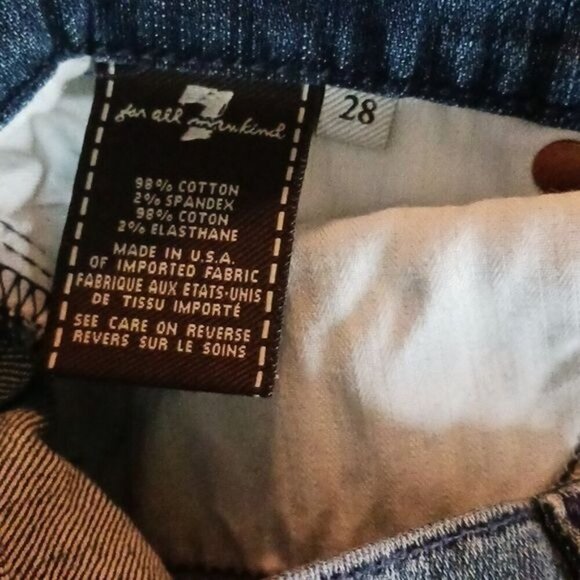 7
for all mankind
28
98% COTTON
2% SPANDEX
98% COTON
2% ELASTHANE
MADE IN U.S.A.
OF IMPORTED FABRIC
FABRIQUE AUX ETATS-UNIS
DE TISSU IMPORTÉ
SEE CARE ON REVERSE
REVERS SUR LE SOINS